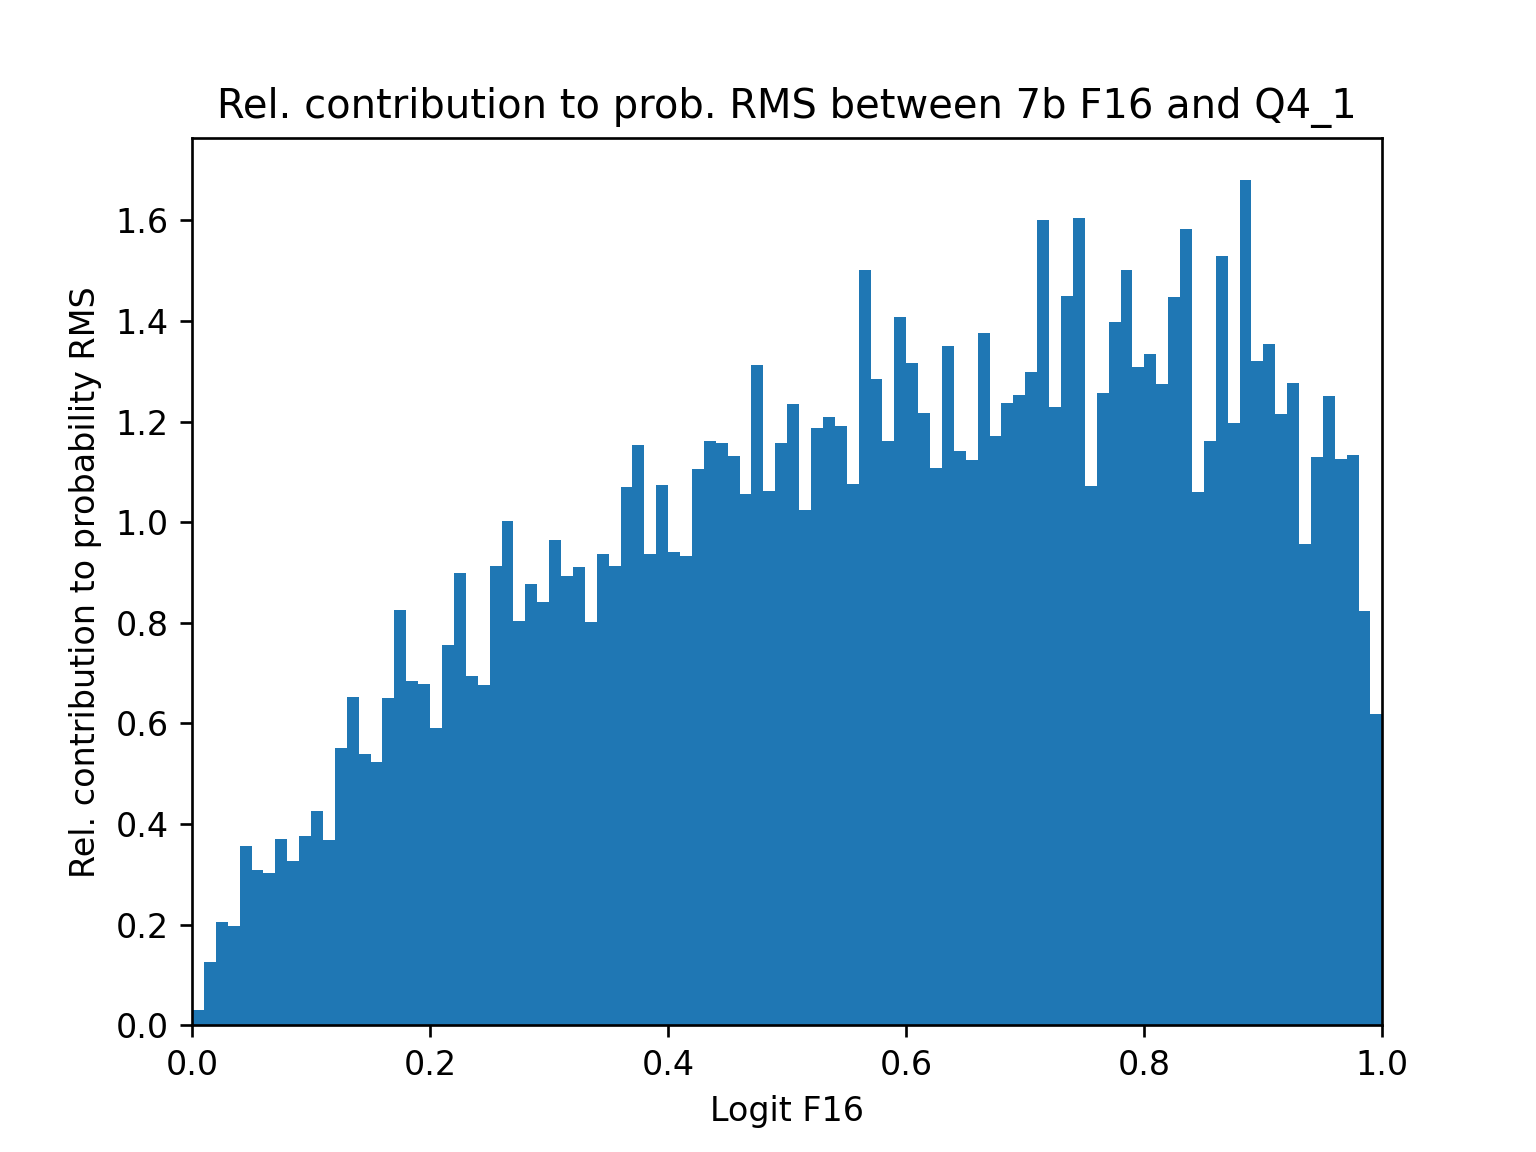 Rel. contribution to prob. RMS between 7b F16 and Q4_1
Rel. contribution to probability RMS
1.6
1.4
1.2
1.0
0.8
0.6
0.4
0.2
0.0
0.0 0.2 0.4 0.6 0.8 1.0
Logit F16